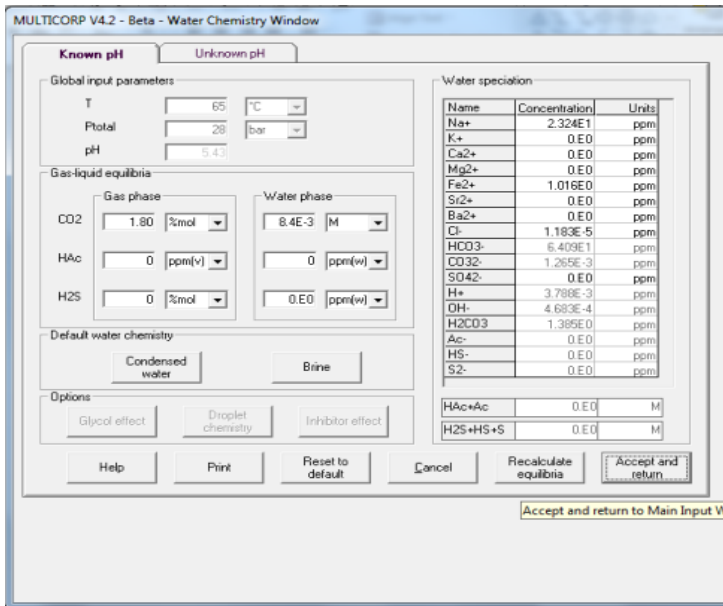 MULTICORP V4.2 - Beta - Water Chemistry Window
Known pH Unknown pH
Global input parameters
T 65 °C
Ptotal 28 bar
pH 5.43
Gas-liquid equilibria
Gas phase Water phase
CO2 1.80 %mol 8.4E-3 M
HAc 0 ppm(v) 0 ppm(w)
H2S 0 %mol 0.E0 ppm(w)
Default water chemistry
Condensed
water
Brine
Options
Glycol effect
Droplet
chemistry
Inhibitor effect
Water speciation
Name Concentration Units
Na+ 2.324E1 ppm
K+ 0.E0 ppm
Ca2+ 0.E0 ppm
Mg2+ 0.E0 ppm
Fe2+ 1.016E0 ppm
Sr2+ 0.E0 ppm
Ba2+ 0.E0 ppm
Cl- 1.183E-5 ppm
HCO3- 6.409E1 ppm
CO32- 1.265E-3 ppm
SO42- 0.E0 ppm
H+ 3.788E-3 ppm
OH- 4.683E-4 ppm
H2CO3 1.385E0 ppm
Ac- 0.E0 ppm
HS- 0.E0 ppm
S2- 0.E0 ppm
HAc+Ac 0.E0 M
H2S+HS+S 0.E0 M
Help
Print
Reset to
default
Cancel
Recalculate
equilibria
Accept and
return
Accept and return to Main Input W